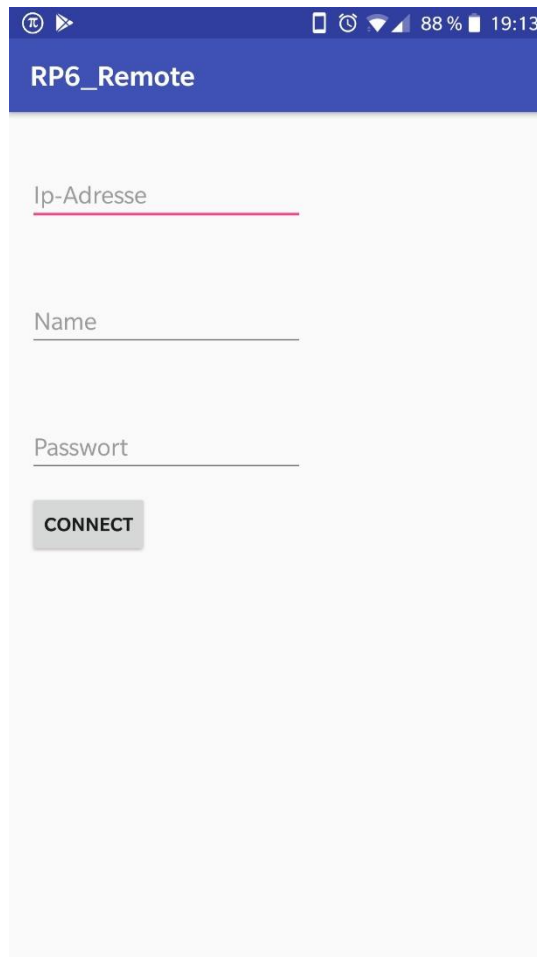 88 % 19:13
RP6_Remote
Ip-Adresse
Name
Passwort
CONNECT